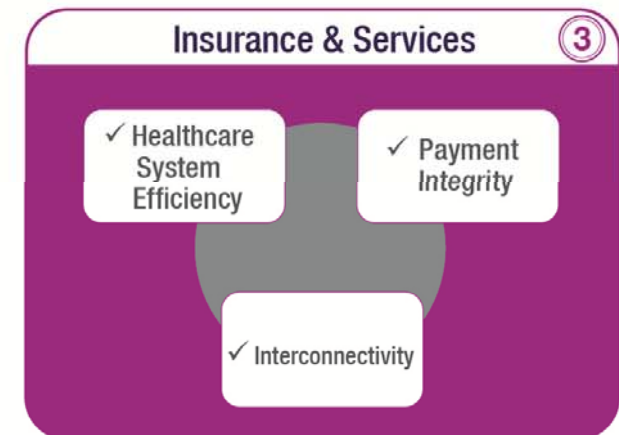 Insurance & Services
3
✓ Healthcare
System
Efficiency
✓ Payment
Integrity
✓ Interconnectivity